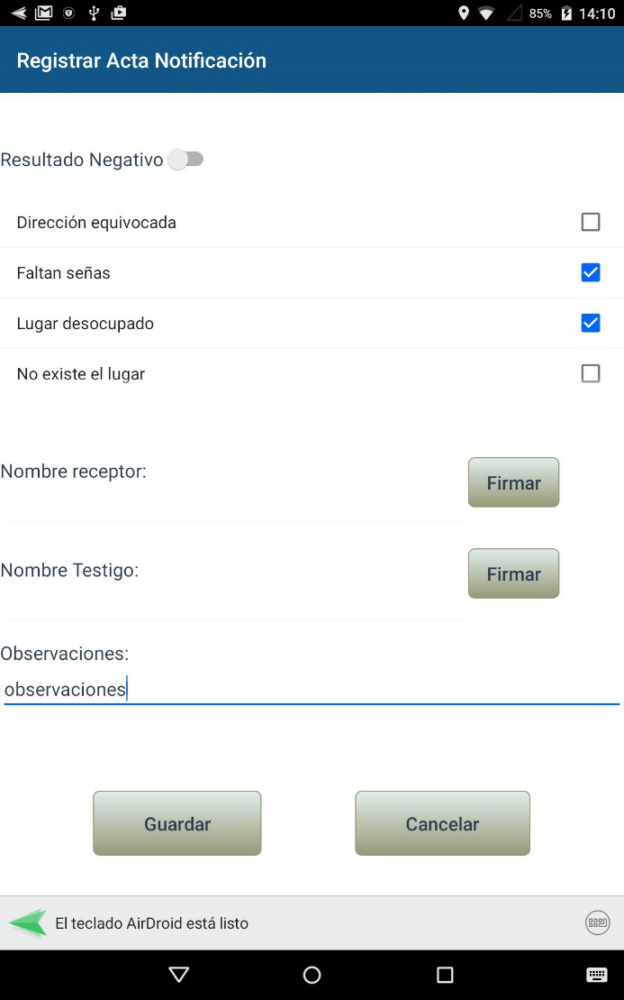 85% 14:10
Registrar Acta Notificación
Resultado Negativo
Dirección equivocada
Faltan señas
Lugar desocupado
No existe el lugar
Nombre receptor:
Firmar
Nombre Testigo:
Firmar
Observaciones:
observaciones
Guardar Cancelar
El teclado AirDroid está listo